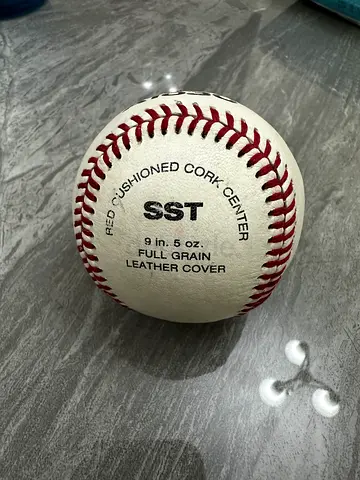 RED CUSHIONED CORK CENTER
SST
9 in. 5 oz.
FULL GRAIN
LEATHER COVER